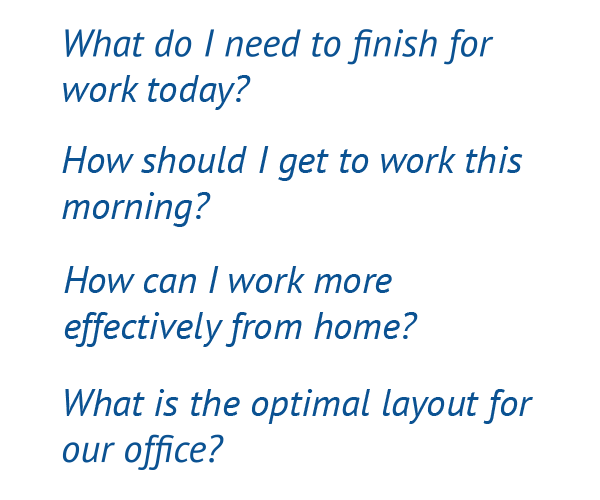 What do I need to finish for
work today?
How should I get to work this
morning?
How can I work more
effectively from home?
What is the optimal layout for
our office?